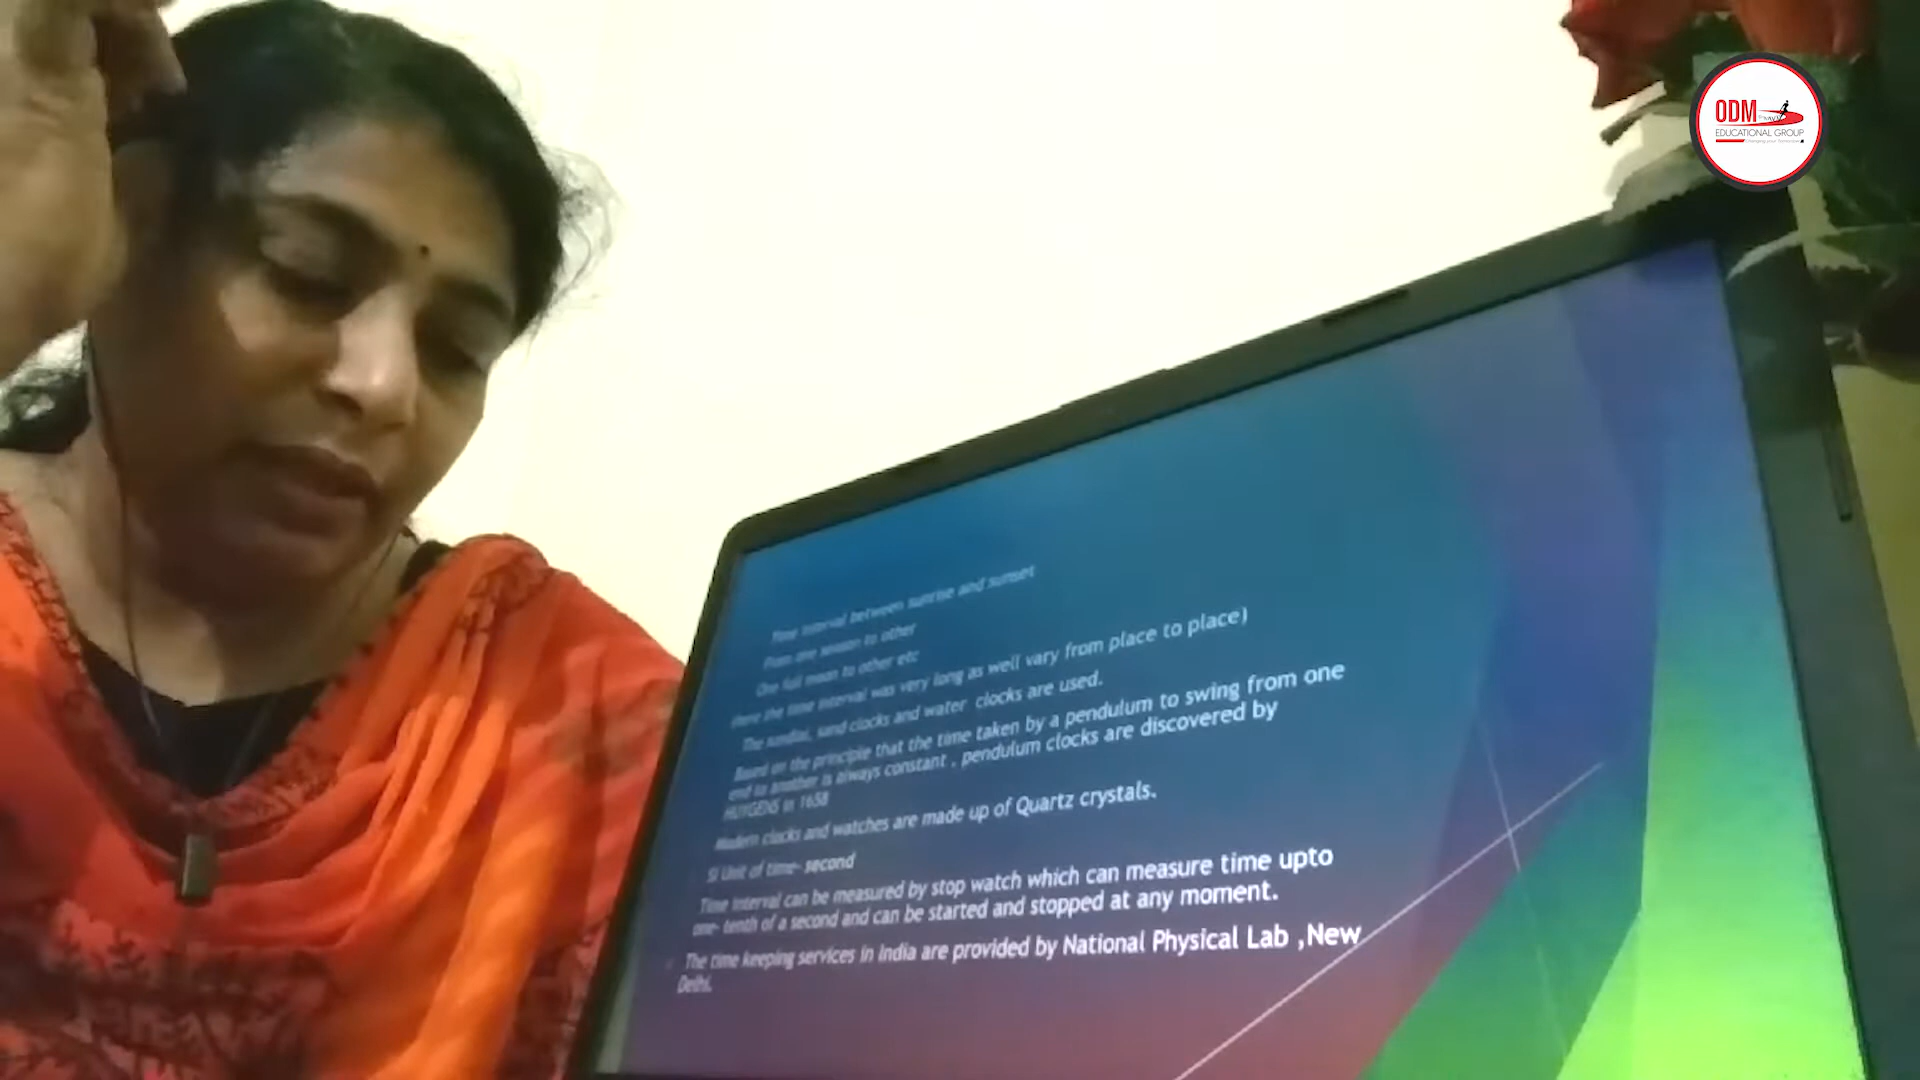 Time interval between sunrise and sunset
From one season to other
One full moon to other etc
Here the time interval was very long as well vary from place to place)
The sundial, sand clocks and water clocks are used.
Based on the principle that the time taken by a pendulum to swing from one
end to another is always constant , pendulum clocks are discovered by
HUYGENS in 1658
Modern clocks and watches are made up of Quartz crystals.
SI Unit of time- second
Time interval can be measured by stop watch which can measure time upto
one- tenth of a second and can be started and stopped at any moment.
The time keeping services in India are provided by National Physical Lab ,New
Delhi.
ODM
EDUCATIONAL GROUP